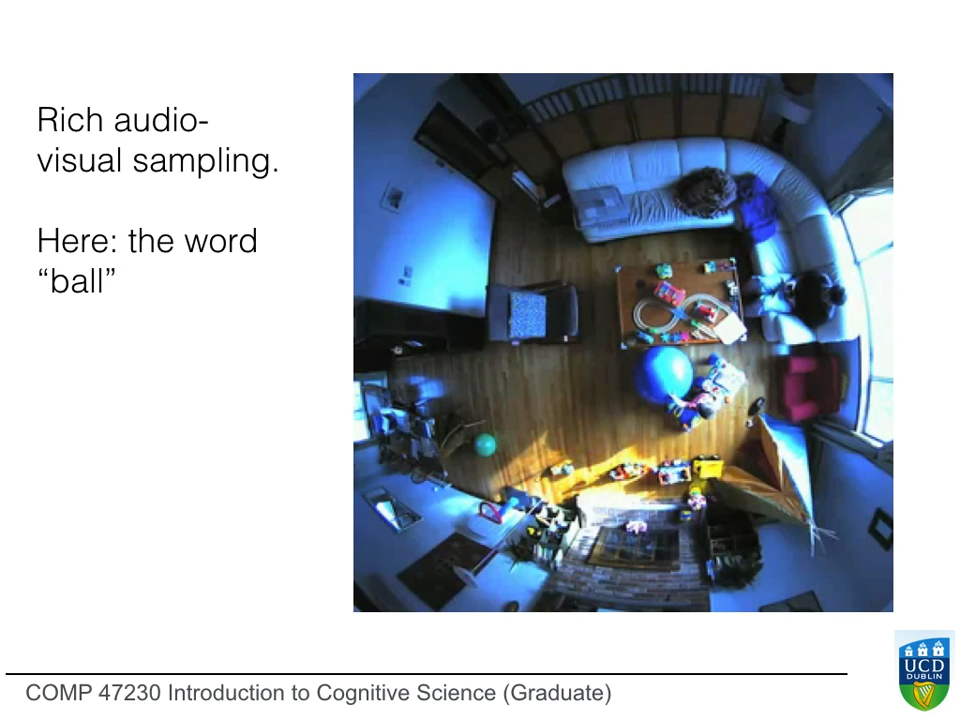 Rich audio-
visual sampling.
Here: the word
“ball”
UCD
DUBLIN
COMP 47230 Introduction to Cognitive Science (Graduate)